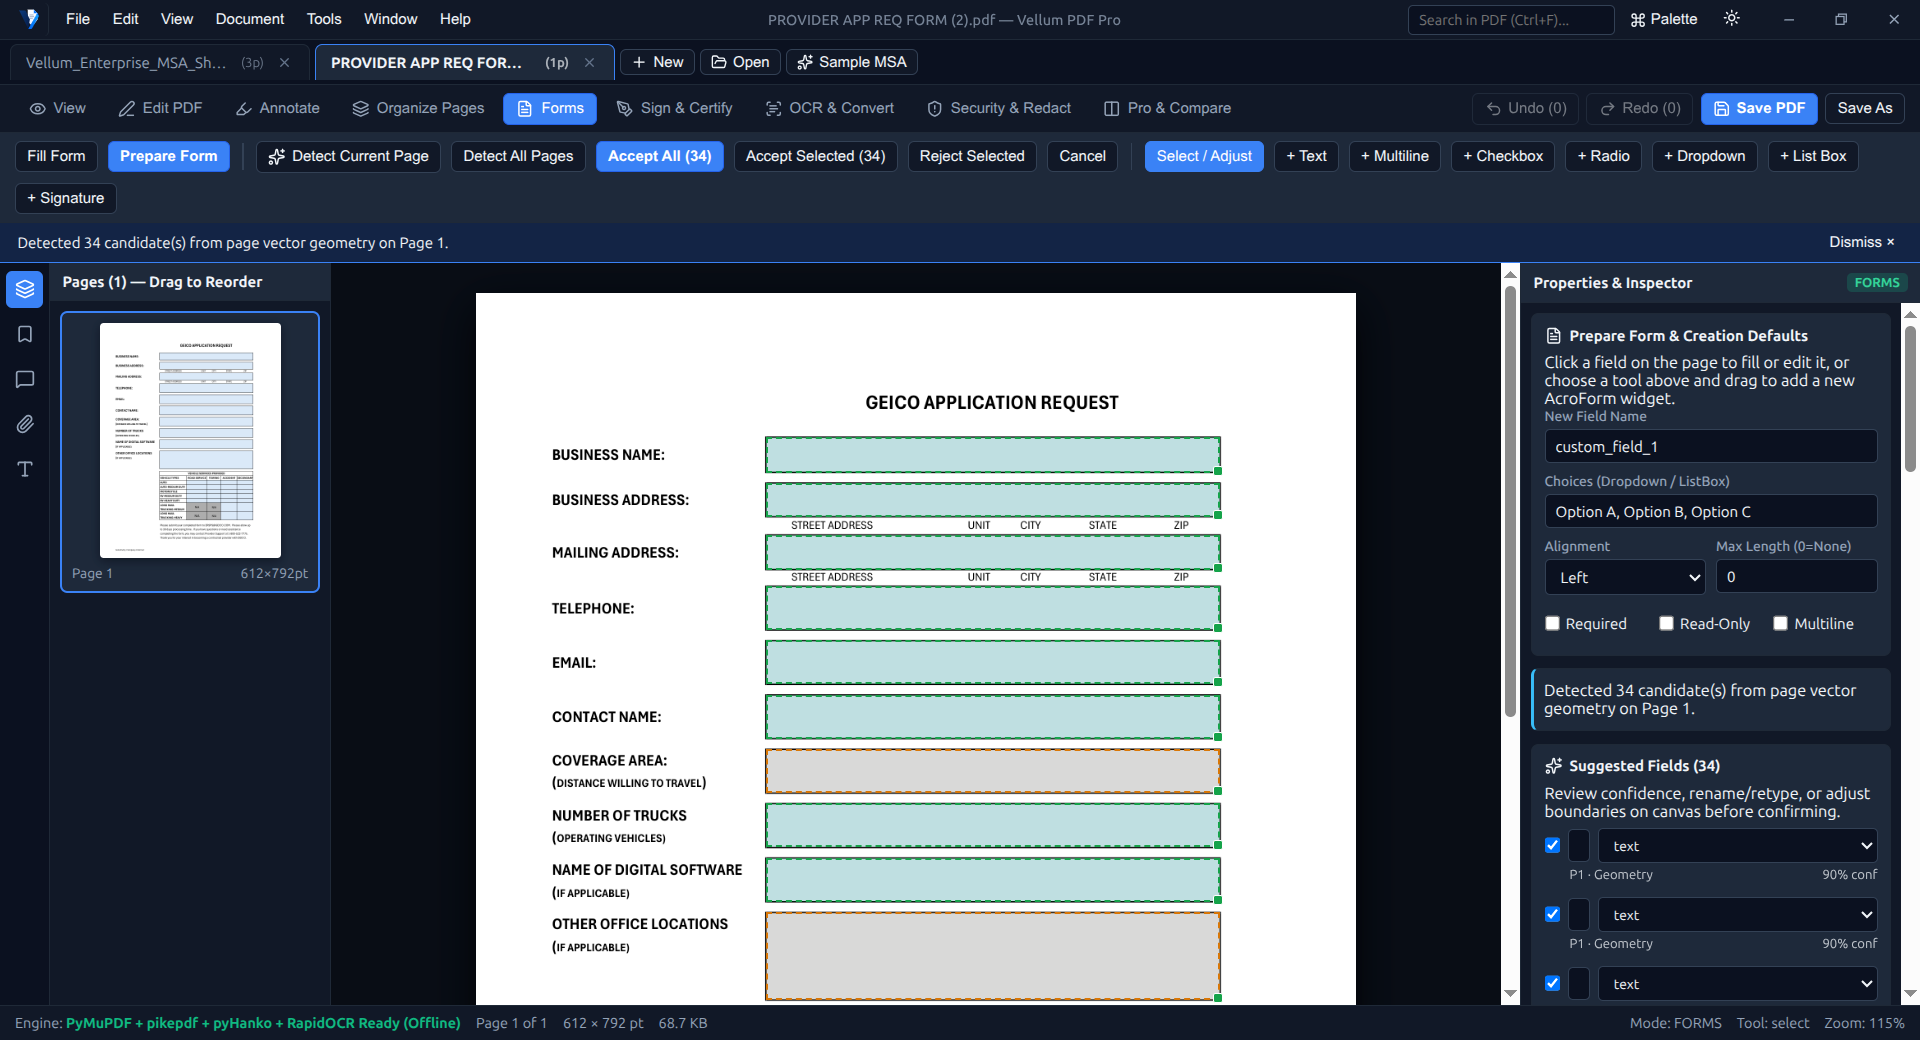 File Edit View Document Tools Window Help
PROVIDER APP REQ FORM (2).pdf — Vellum PDF Pro
Search in PDF (Ctrl+F)...
Palette
Vellum_Enterprise_MSA_Sh... (3p)
PROVIDER APP REQ FOR... (1p)
+ New
Open
Sample MSA
View Edit PDF Annotate Organize Pages Forms Sign & Certify OCR & Convert Security & Redact Pro & Compare
Undo (0) Redo (0) Save PDF Save As
Fill Form Prepare Form Detect Current Page Detect All Pages Accept All (34) Accept Selected (34) Reject Selected Cancel Select / Adjust + Text + Multiline + Checkbox + Radio + Dropdown + List Box
+ Signature
Detected 34 candidate(s) from page vector geometry on Page 1.
Dismiss ×
Pages (1) — Drag to Reorder
GEICO APPLICATION REQUEST
Page 1 612×792pt
GEICO APPLICATION REQUEST
BUSINESS NAME:
BUSINESS ADDRESS:
STREET ADDRESS UNIT CITY STATE ZIP
MAILING ADDRESS:
STREET ADDRESS UNIT CITY STATE ZIP
TELEPHONE:
EMAIL:
CONTACT NAME:
COVERAGE AREA:
(DISTANCE WILLING TO TRAVEL)
NUMBER OF TRUCKS
(OPERATING VEHICLES)
NAME OF DIGITAL SOFTWARE
(IF APPLICABLE)
OTHER OFFICE LOCATIONS
(IF APPLICABLE)
Properties & Inspector
FORMS
Prepare Form & Creation Defaults
Click a field on the page to fill or edit it, or
choose a tool above and drag to add a new
AcroForm widget.
New Field Name
custom_field_1
Choices (Dropdown / ListBox)
Option A, Option B, Option C
Alignment Max Length (0=None)
Left 0
Required Read-Only Multiline
Detected 34 candidate(s) from page vector
geometry on Page 1.
Suggested Fields (34)
Review confidence, rename/retype, or adjust
boundaries on canvas before confirming.
text
P1 · Geometry 90% conf
text
P1 · Geometry 90% conf
text
Engine: PyMuPDF + pikepdf + pyHanko + RapidOCR Ready (Offline) Page 1 of 1 612 × 792 pt 68.7 KB
Mode: FORMS Tool: select Zoom: 115%